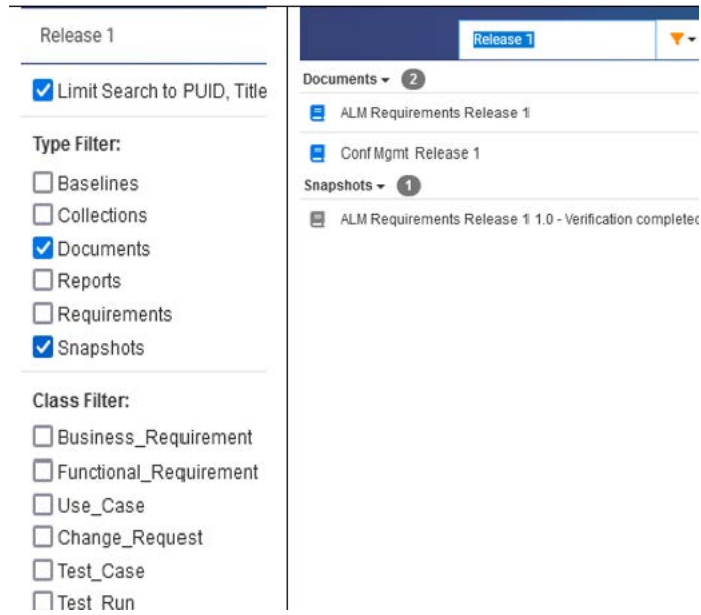 Release 1
Limit Search to PUID, Title
Type Filter:
Baselines
Collections
Documents
Reports
Requirements
Snapshots
Class Filter:
Business_Requirement
Functional_Requirement
Use_Case
Change_Request
Test_Case
Test_Run
Release 1
Documents 2
ALM Requirements Release 1
Conf Mgmt Release 1
Snapshots 1
ALM Requirements Release 1 1.0 - Verification completed